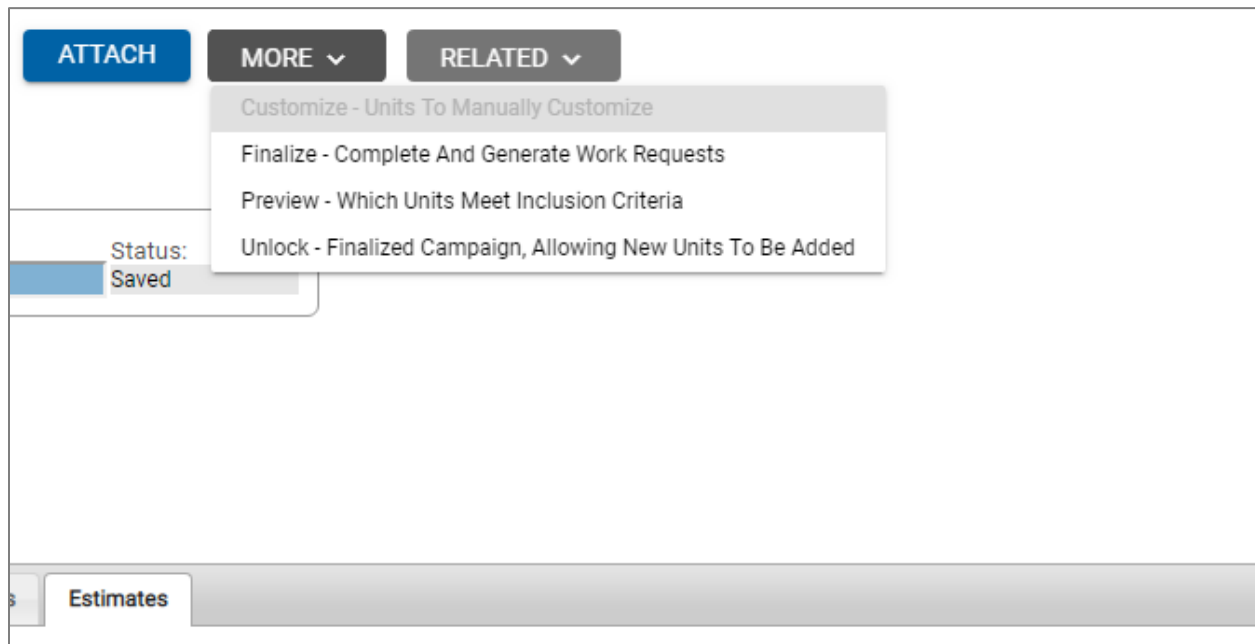 ATTACH MORE RELATED
Customize - Units To Manually Customize
Finalize - Complete And Generate Work Requests
Preview - Which Units Meet Inclusion Criteria
Unlock - Finalized Campaign, Allowing New Units To Be Added
Status:
Saved
s Estimates